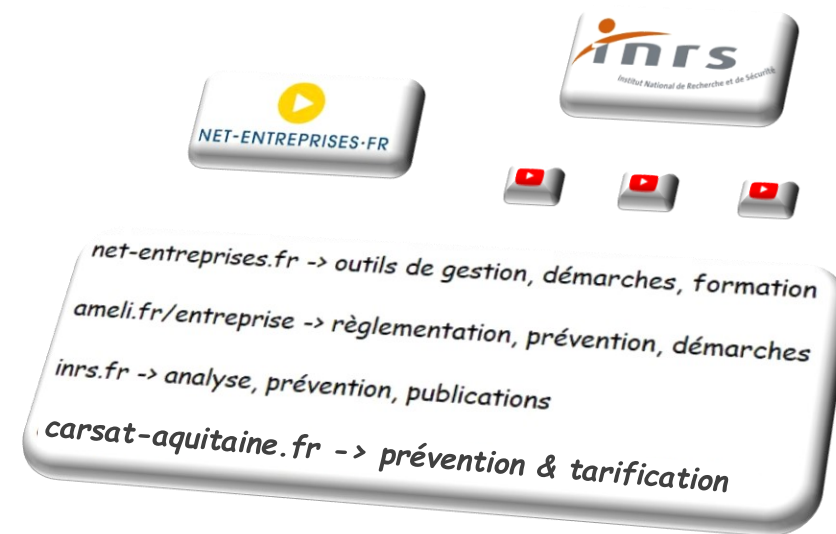 inrs
Institut National de Recherche et de Sécurité
NET-ENTREPRISES.FR
net-entreprises.fr -> outils de gestion, démarches, formation
ameli.fr/entreprise -> règlementation, prévention, démarches
inrs.fr -> analyse, prévention, publications
carsat-aquitaine.fr -> prévention & tarification